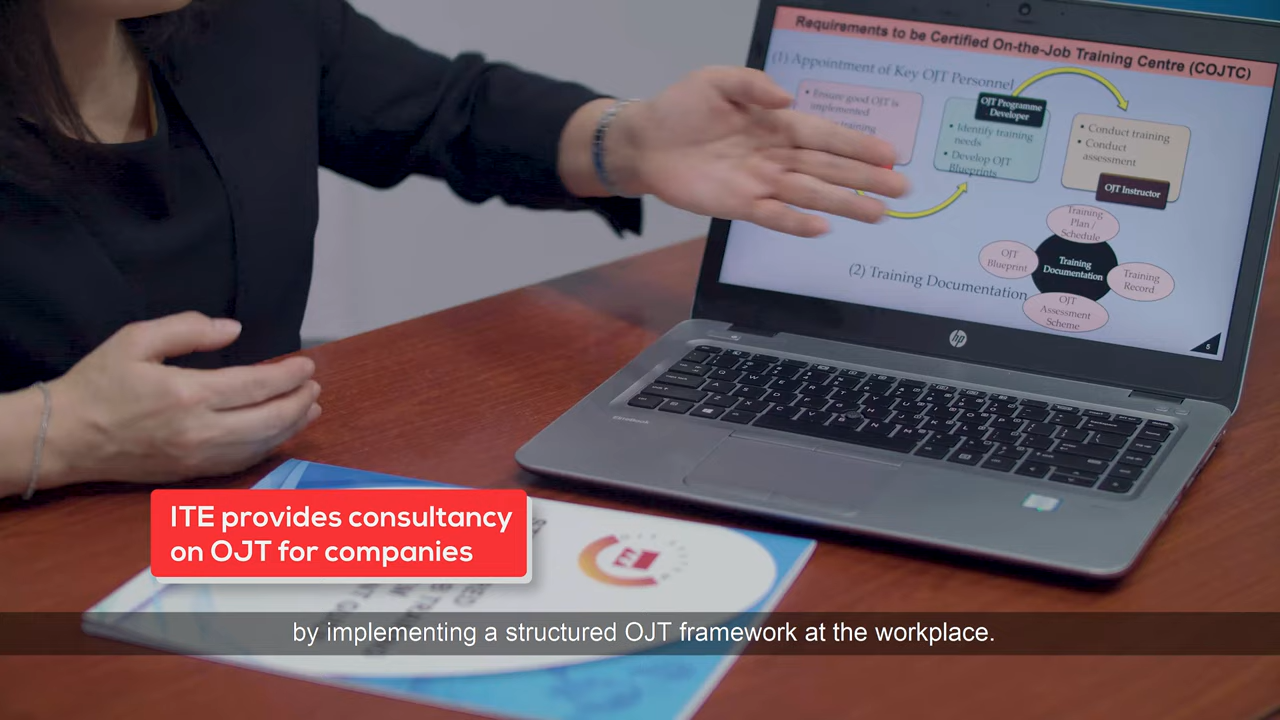 Requirements to be Certified On-the-Job Training Centre (COJTC)
(1) Appointment of Key OJT Personnel
• Ensure good OJT is
implemented
training
OJT Programme
Developer
• Identify training
needs
• Develop OJT
Blueprints
• Conduct training
• Conduct
assessment
OJT Instructor
(2) Training Documentation
Training
Plan /
Schedule
OJT
Blueprint
Training
Documentation
Training
Record
OJT
Assessment
Scheme
5
hp
EliteBook
ITE provides consultancy
on OJT for companies
by implementing a structured OJT framework at the workplace.